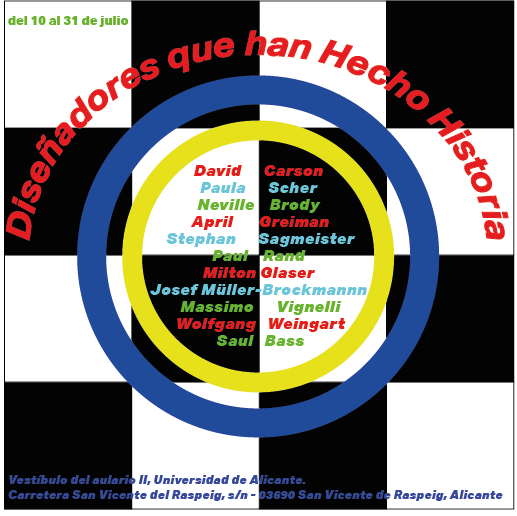 del 10 al 31 de julio
Diseñadores que han Hecho Historia
David Carson
Paula Scher
Neville Brody
April Greiman
Stephan Sagmeister
Paul Rand
Milton Glaser
Josef Müller-Brockmannn
Massimo Vignelli
Wolfgang Weingart
Saul Bass
Vestíbulo del aulario II, Universidad de Alicante.
Carretera San Vicente del Raspeig, s/n - 03690 San Vicente de Raspeig, Alicante